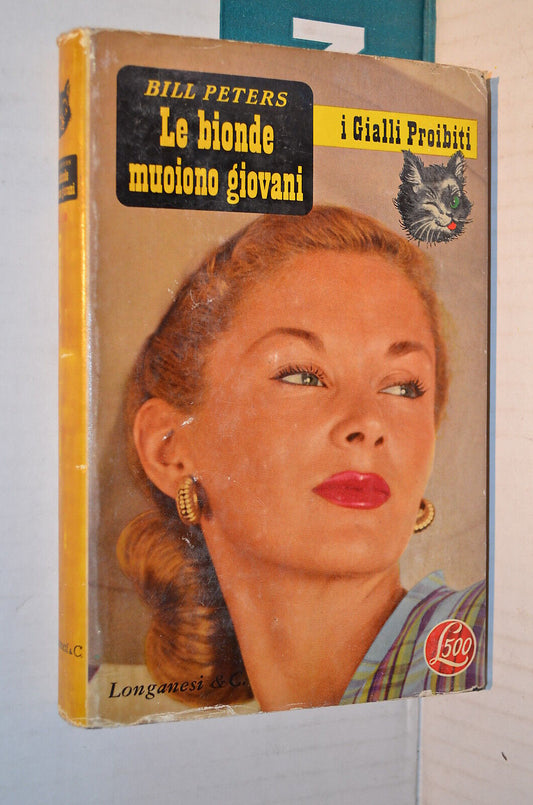 BILL PETERS
Le bionde
muoiono giovani
i Gialli Proibiti
Longanesi & C.
£500